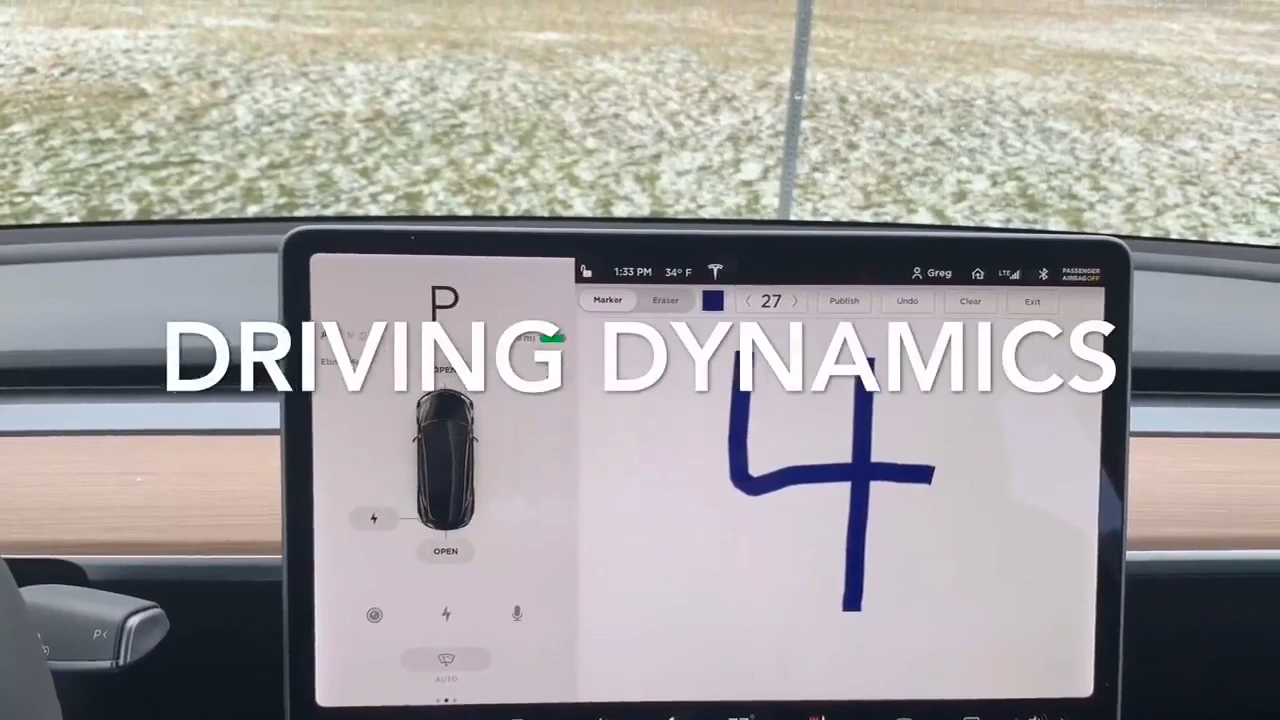 1:33 PM 34° F Greg LTE PASSENGER
AIRBAG OFF
P
Marker Eraser 27 Publish Undo Clear Exit
DRIVING DYNAMICS
OPEN
4
OPEN
P<
AUTO